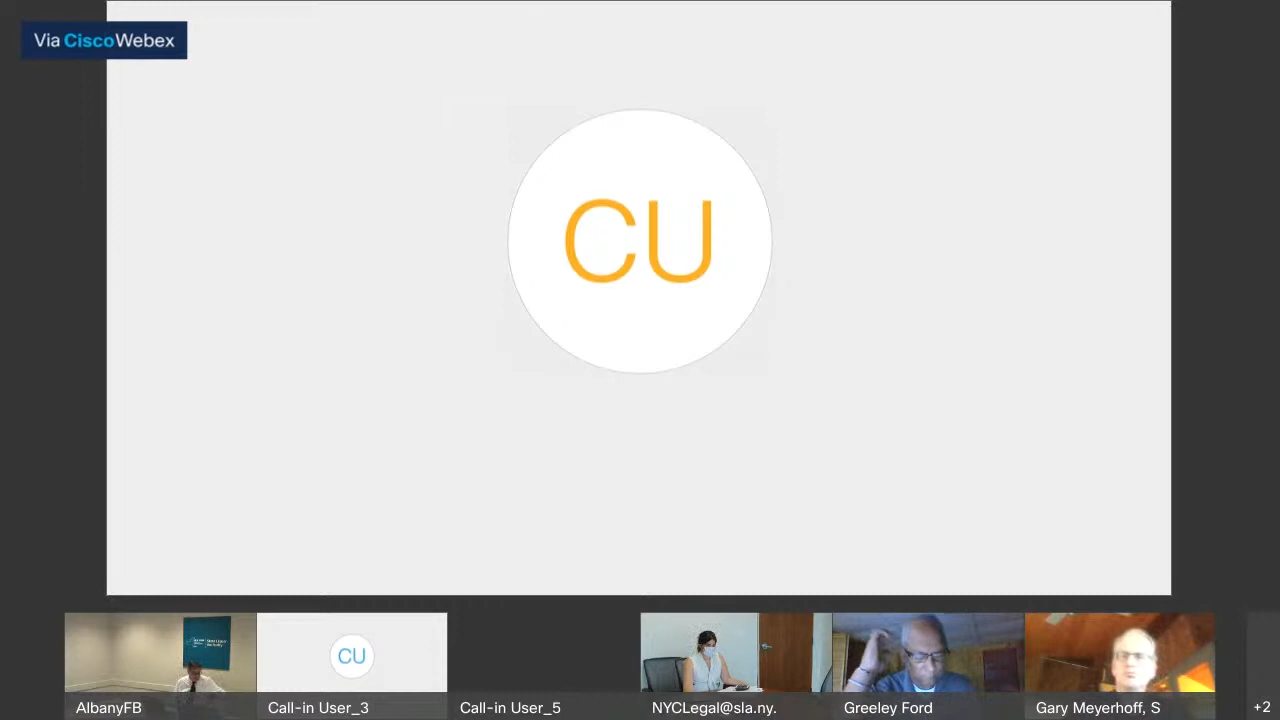 Via CiscoWebex
CU
CU
AlbanyFB
Call-in User_3
Call-in User_5
NYCLegal@sla.ny.
Greeley Ford
Gary Meyerhoff, S
+2